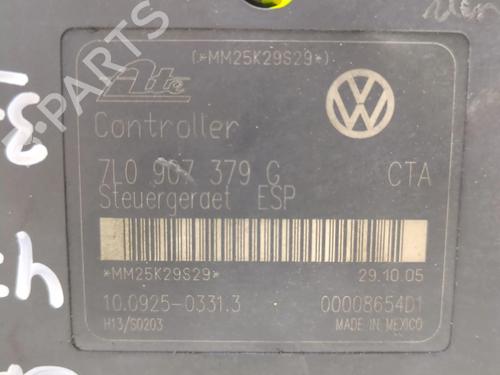 (*MM25K29S29*)
Ate
Controller
7L0 907 379 G CTA
Steuergeraet ESP
*MM25K29S29* 29.10.05
10.0925-0331.3 00008654D1
H13/S0203 MADE IN MEXICO